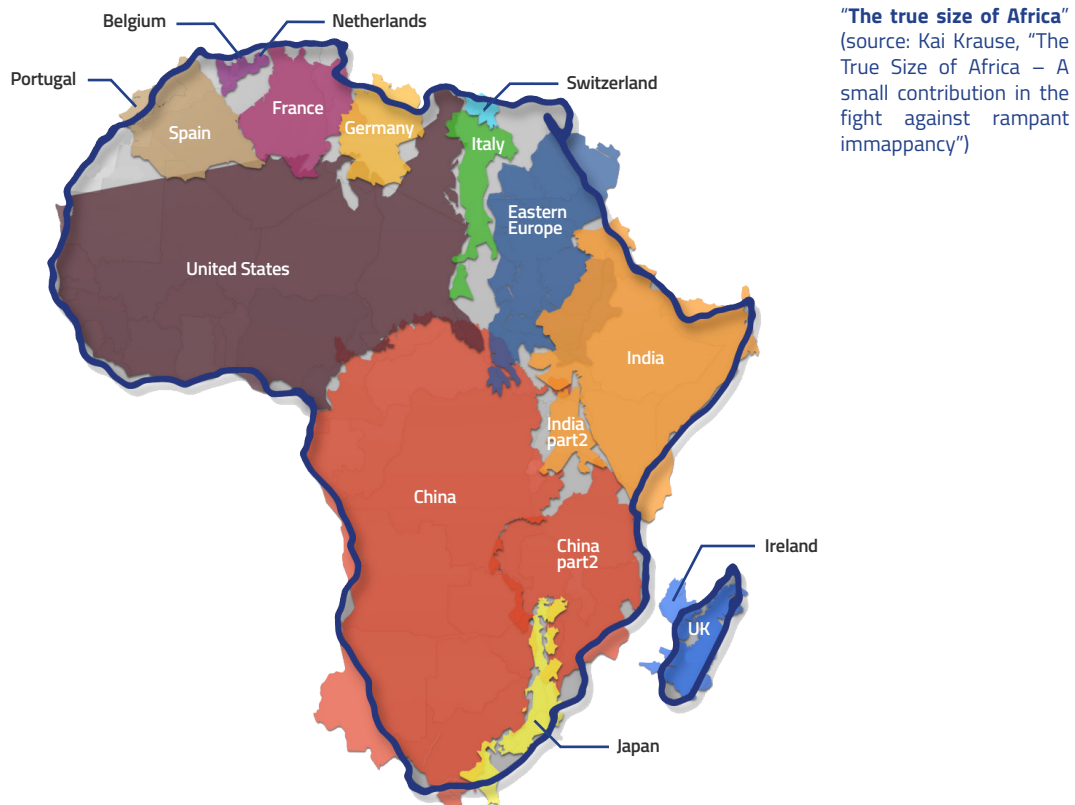 Belgium
Netherlands
Portugal
Switzerland
Spain
France
Germany
Italy
Eastern
Europe
United States
India
India
part2
China
China
part2
Ireland
UK
Japan
“The true size of Africa”
(source: Kai Krause, “The
True Size of Africa – A
small contribution in the
fight against rampant
immappancy”)